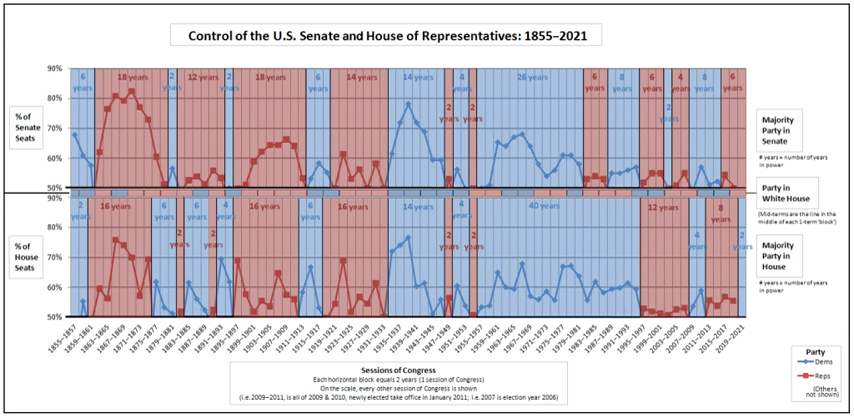 Control of the U.S. Senate and House of Representatives: 1855–2021
90%
80%
70%
60%
50%
% of
Senate
Seats
6
years
18 years
2
years
12 years
2
years
18 years
6
years
14 years
14 years
2
years
4
years
2
years
26 years
6
years
8
years
6
years
2
years
4
years
8
years
6
years
Majority
Party in
Senate
# years = number of years
in power
Party in
White House
(Mid-terms are the line in the
middle of each 1-term 'block')
90%
80%
70%
60%
50%
% of
House
Seats
2
years
16 years
6
years
2
years
6
years
2
years
4
years
16 years
8
years
14 years
14 years
2
years
4
years
2
years
40 years
12 years
4
years
8
years
2
years
Majority
Party in
House
# years = number of years
in power
1855–1857
1859–1861
1863–1865
1867–1869
1871–1873
1875–1877
1879–1881
1883–1885
1887–1889
1891–1893
1895–1897
1899–1901
1903–1905
1907–1909
1911–1913
1915–1917
1919–1921
1923–1925
1927–1929
1931–1933
1935–1937
1939–1941
1943–1945
1947–1949
1951–1953
1955–1957
1959–1961
1963–1965
1967–1969
1971–1973
1975–1977
1979–1981
1983–1985
1987–1989
1991–1993
1995–1997
1999–2001
2003–2005
2007–2009
2011–2013
2015–2017
2019–2021
Sessions of Congress
Each horizontal block equals 2 years (1 session of Congress)
On the scale, every other session of Congress is shown
(i.e. 2009–2011, is all of 2009 & 2010, newly elected take office in January 2011; i.e. 2007 is election year 2006)
Party
Dems
Reps
(Others
not shown)